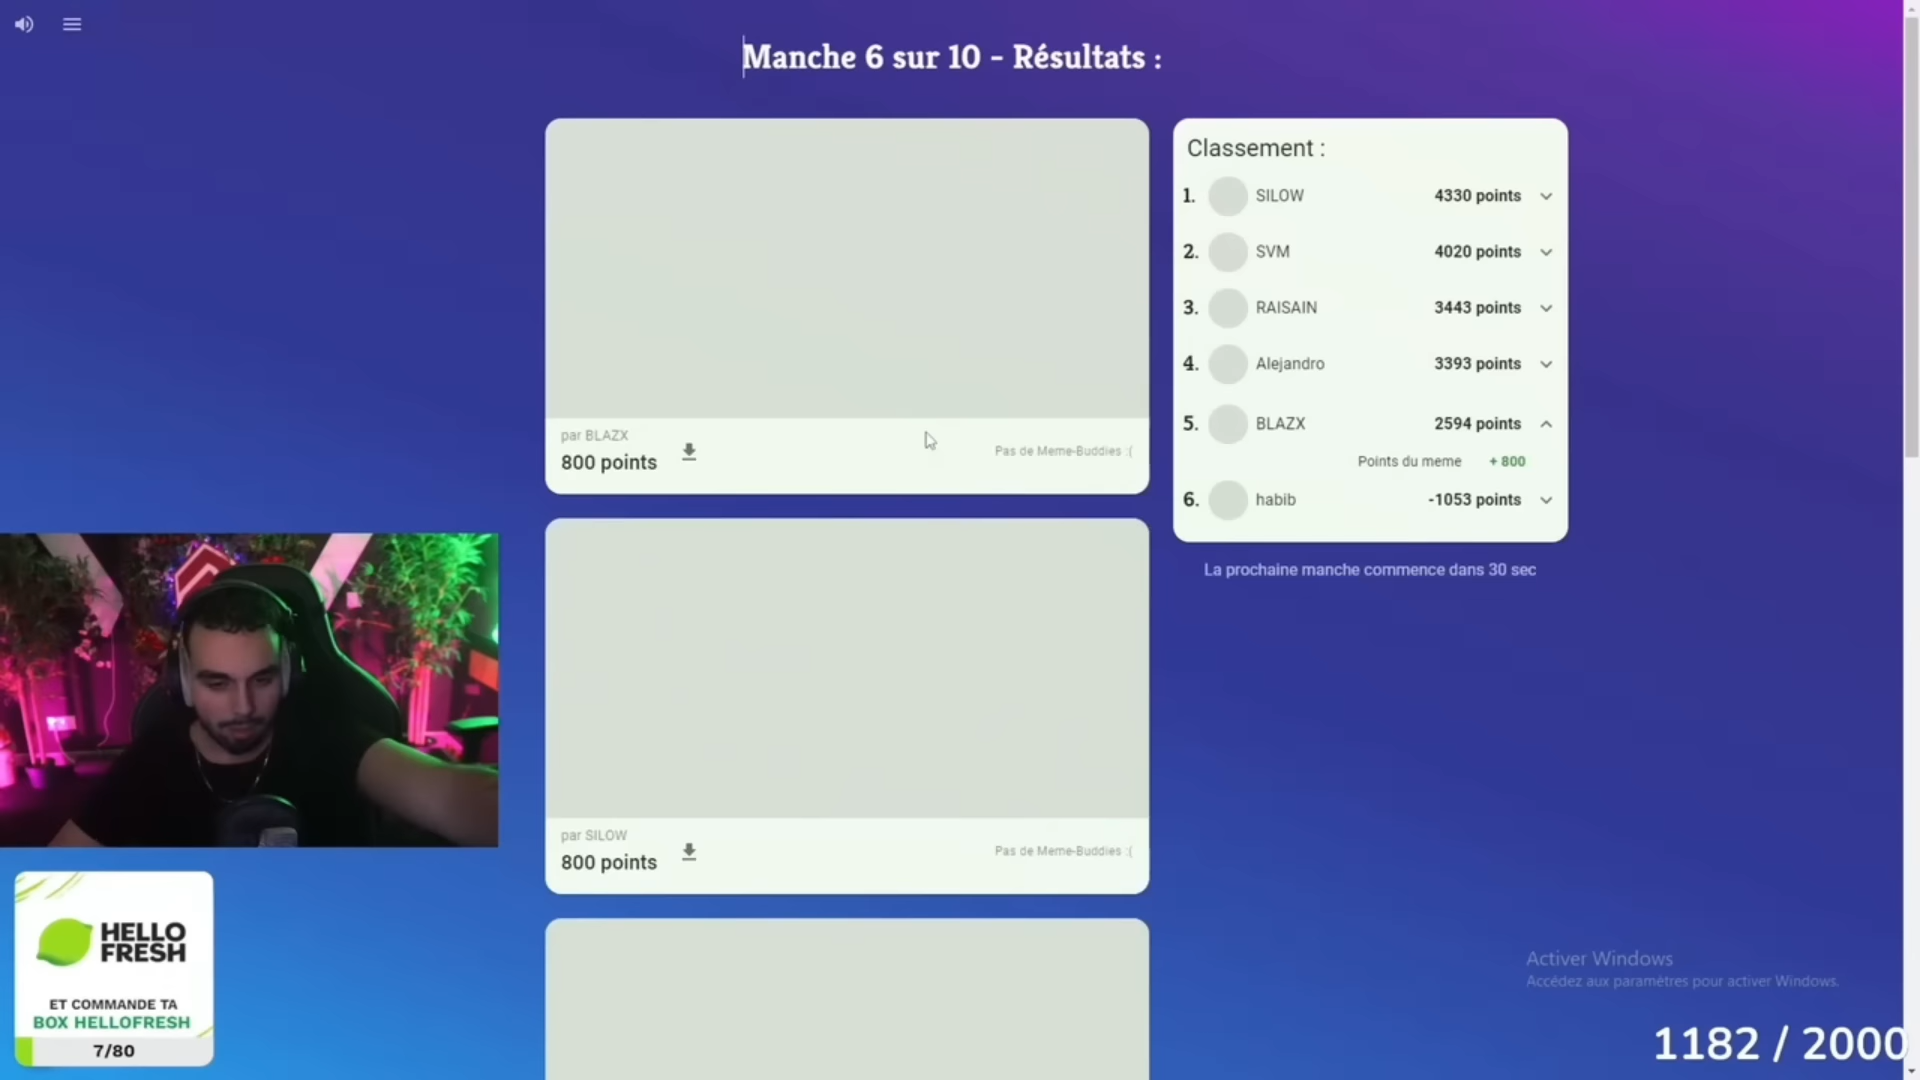 Manche 6 sur 10 - Résultats :
par BLAZX
800 points
Pas de Meme-Buddies :(
par SILOW
800 points
Pas de Meme-Buddies :(
Classement :
1. SILOW 4330 points
2. SVM 4020 points
3. RAISAIN 3443 points
4. Alejandro 3393 points
5. BLAZX 2594 points
Points du meme + 800
6. habib -1053 points
La prochaine manche commence dans 30 sec
HELLO
FRESH
ET COMMANDE TA
BOX HELLOFRESH
7/80
Activer Windows
Accédez aux paramètres pour activer Windows.
1182 / 2000